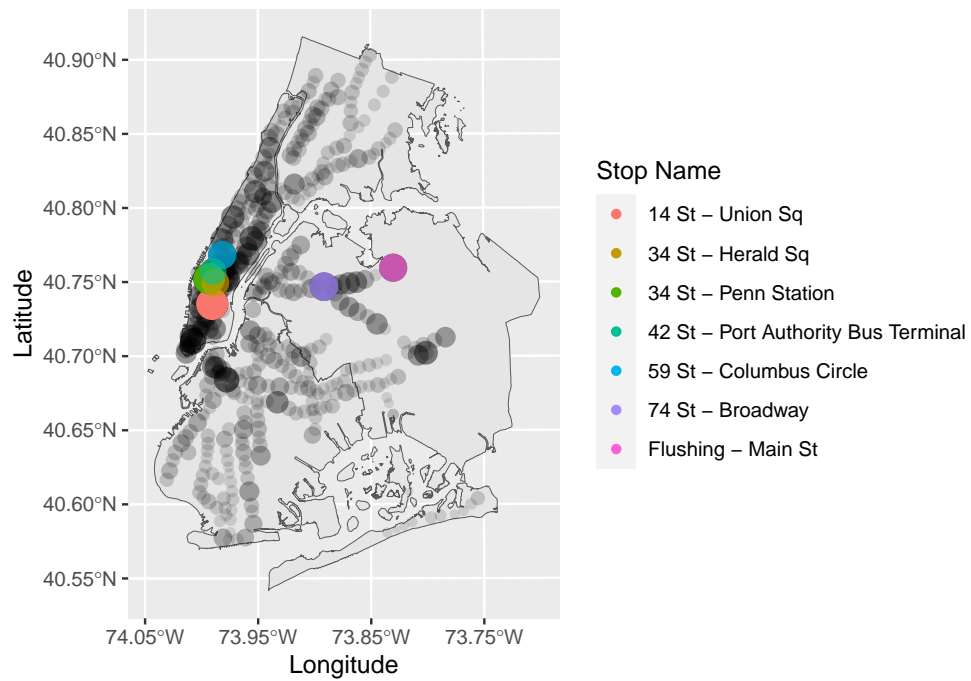 40.90°N
40.85°N
40.80°N
40.75°N
40.70°N
40.65°N
40.60°N
40.55°N
Latitude
74.05°W 73.95°W 73.85°W 73.75°W
Longitude
Stop Name
14 St − Union Sq
34 St − Herald Sq
34 St − Penn Station
42 St − Port Authority Bus Terminal
59 St − Columbus Circle
74 St − Broadway
Flushing − Main St